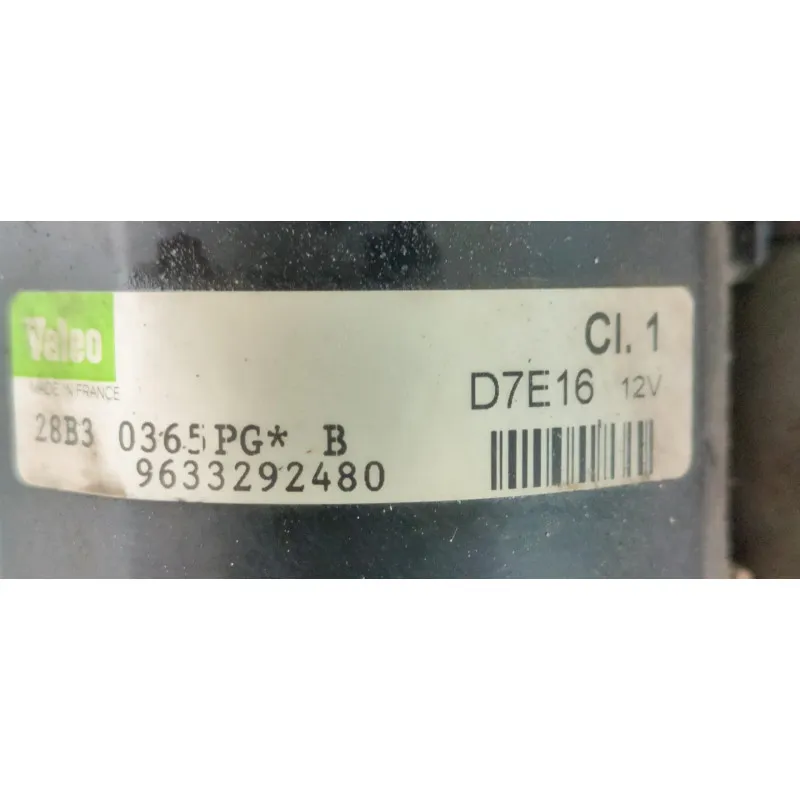 Valeo
MADE IN FRANCE
Cl. 1
D7E16 12V
28B3 0365PG* B
9633292480